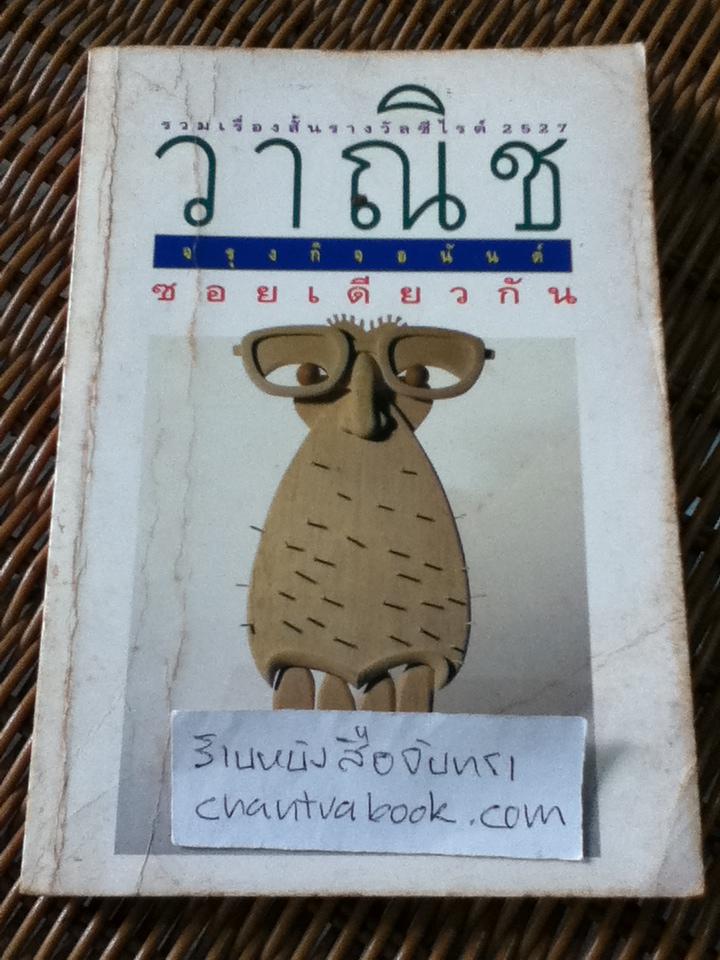 รวมเรื่องสั้นรางวัลซีไรต์ 2527
วาณิช
จรุงกิจอนันต์
ซอยเดียวกัน
ร้านหนังสือจันทรา
chantrabook.com